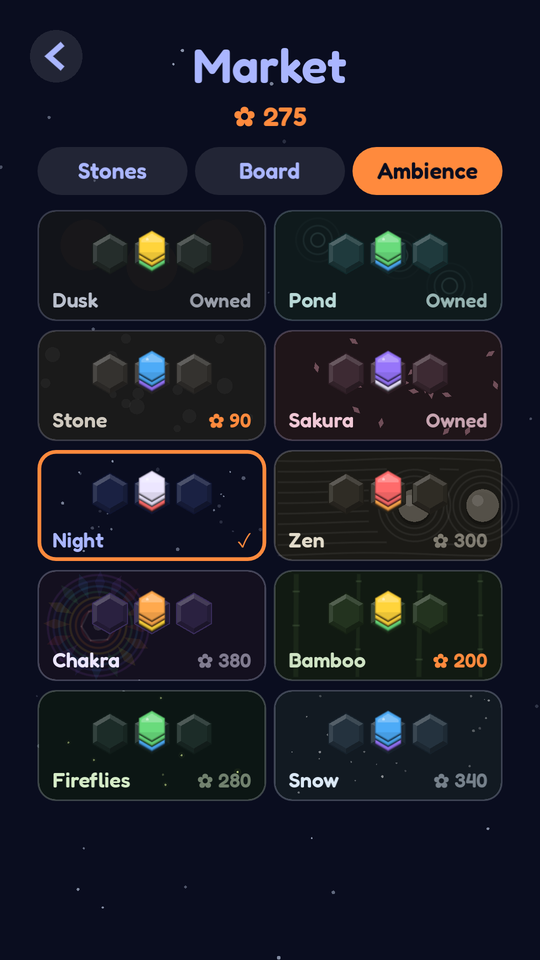 Market
275
Stones Board Ambience
Dusk Owned
Pond Owned
Stone 90
Sakura Owned
Night ✓
Zen 300
Chakra 380
Bamboo 200
Fireflies 280
Snow 340